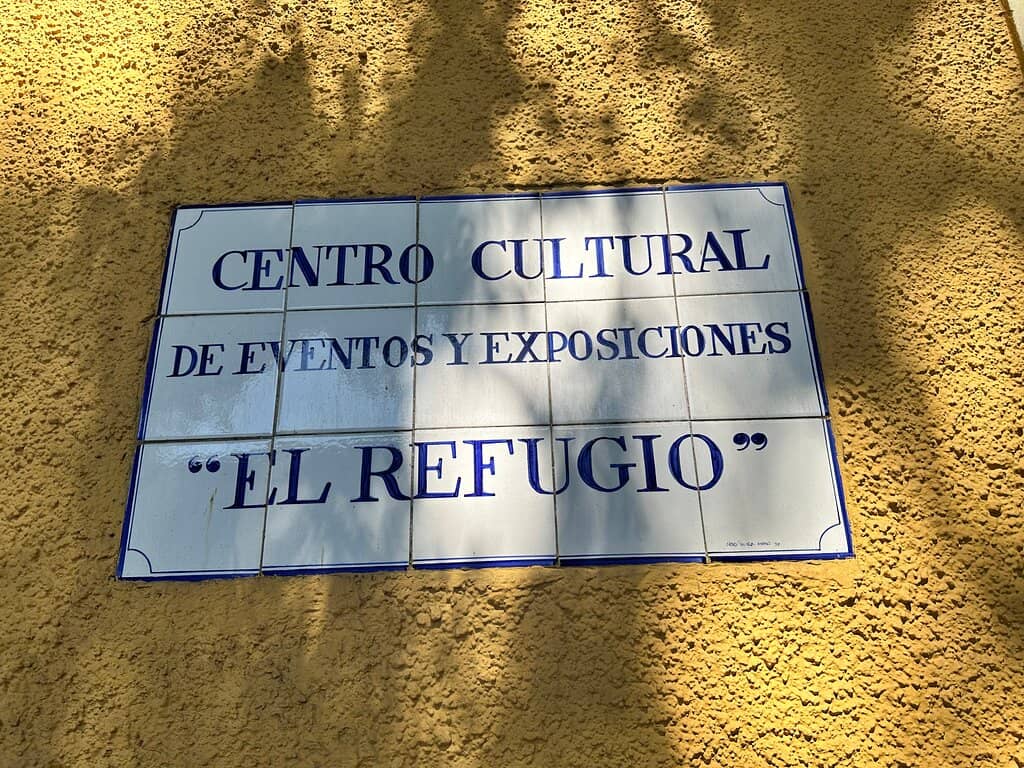 CENTRO CULTURAL
DE EVENTOS Y EXPOSICIONES
“EL REFUGIO”